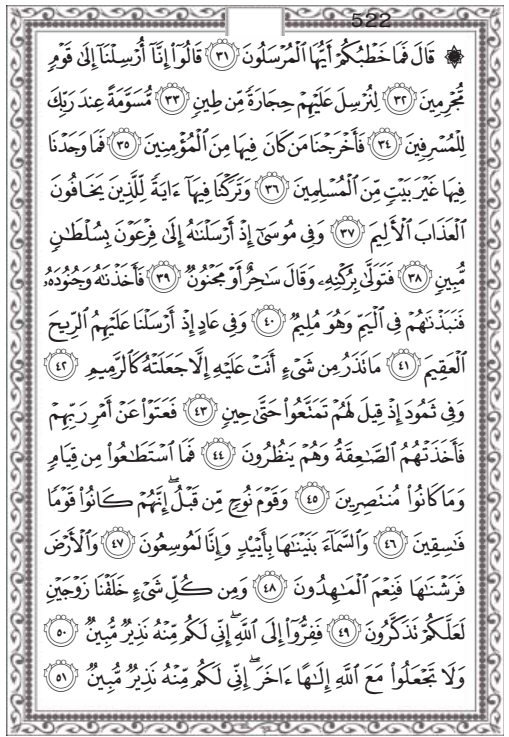 522
۞ قَالَ فَمَا خَطْبُكُمْ أَيُّهَا ٱلْمُرْسَلُونَ ٣١ قَالُوٓا۟ إِنَّآ أُرْسِلْنَآ إِلَىٰ قَوْمٍ
مُّجْرِمِينَ ٣٢ لِنُرْسِلَ عَلَيْهِمْ حِجَارَةً مِّن طِينٍ ٣٣ مُّسَوَّمَةً عِندَ رَبِّكَ
لِلْمُسْرِفِينَ ٣٤ فَأَخْرَجْنَا مَن كَانَ فِيهَا مِنَ ٱلْمُؤْمِنِينَ ٣٥ فَمَا وَجَدْنَا
فِيهَا غَيْرَ بَيْتٍ مِّنَ ٱلْمُسْلِمِينَ ٣٦ وَتَرَكْنَا فِيهَآ ءَايَةً لِّلَّذِينَ يَخَافُونَ
ٱلْعَذَابَ ٱلْأَلِيمَ ٣٧ وَفِى مُوسَىٰٓ إِذْ أَرْسَلْنَٰهُ إِلَىٰ فِرْعَوْنَ بِسُلْطَٰنٍ
مُّبِينٍ ٣٨ فَتَوَلَّىٰ بِرُكْنِهِۦ وَقَالَ سَٰحِرٌ أَوْ مَجْنُونٌ ٣٩ فَأَخَذْنَٰهُ وَجُنُودَهُۥ
فَنَبَذْنَٰهُمْ فِى ٱلْيَمِّ وَهُوَ مُلِيمٌ ٤٠ وَفِى عَادٍ إِذْ أَرْسَلْنَا عَلَيْهِمُ ٱلرِّيحَ
ٱلْعَقِيمَ ٤١ مَا تَذَرُ مِن شَىْءٍ أَتَتْ عَلَيْهِ إِلَّا جَعَلَتْهُ كَٱلرَّمِيمِ ٤٢
وَفِى ثَمُودَ إِذْ قِيلَ لَهُمْ تَمَتَّعُوا۟ حَتَّىٰ حِينٍ ٤٣ فَعَتَوْا۟ عَنْ أَمْرِ رَبِّهِمْ
فَأَخَذَتْهُمُ ٱلصَّٰعِقَةُ وَهُمْ يَنظُرُونَ ٤٤ فَمَا ٱسْتَطَٰعُوا۟ مِن قِيَامٍ
وَمَا كَانُوا۟ مُنتَصِرِينَ ٤٥ وَقَوْمَ نُوحٍ مِّن قَبْلُ ۖ إِنَّهُمْ كَانُوا۟ قَوْمًا
فَٰسِقِينَ ٤٦ وَٱلسَّمَآءَ بَنَيْنَٰهَا بِأَيْي۟دٍ وَإِنَّا لَمُوسِعُونَ ٤٧ وَٱلْأَرْضَ
فَرَشْنَٰهَا فَنِعْمَ ٱلْمَٰهِدُونَ ٤٨ وَمِن كُلِّ شَىْءٍ خَلَقْنَا زَوْجَيْنِ
لَعَلَّكُمْ تَذَكَّرُونَ ٤٩ فَفِرُّوٓا۟ إِلَى ٱللَّهِ ۖ إِنِّى لَكُم مِّنْهُ نَذِيرٌ مُّبِينٌ ٥٠
وَلَا تَجْعَلُوا۟ مَعَ ٱللَّهِ إِلَٰهًا ءَاخَرَ ۖ إِنِّى لَكُم مِّنْهُ نَذِيرٌ مُّبِينٌ ٥١